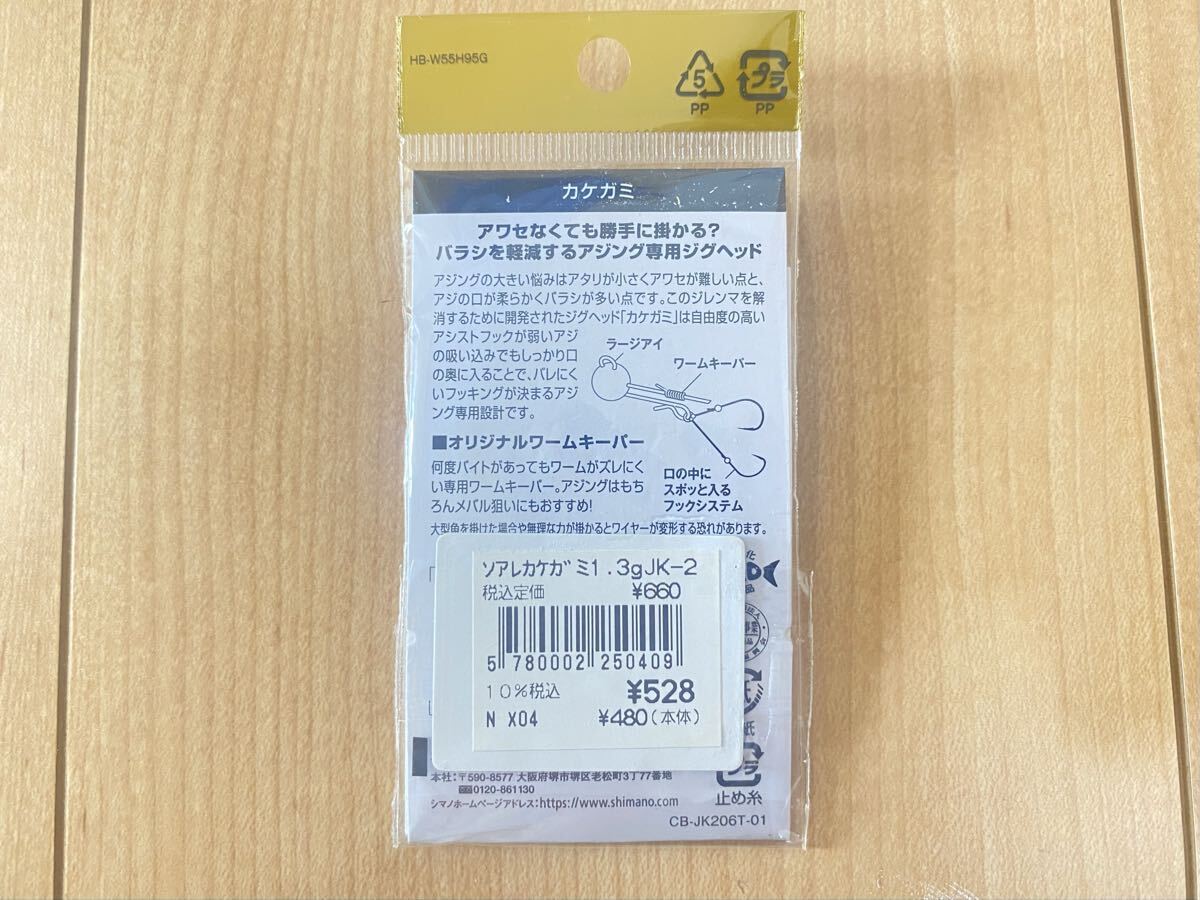 HB-W55H95G
5
PP
プラ
PP
カケガミ
アワセなくても勝手に掛かる?
バラシを軽減するアジング専用ジグヘッド
アジングの大きい悩みはアタリが小さくアワセが難しい点と、
アジの口が柔らかくバラシが多い点です。このジレンマを解
消するために開発されたジグヘッド「カケガミ」は自由度の高い
アシストフックが弱いアジ
の吸い込みでもしっかり口
の奥に入ることで、バレにく
いフッキングが決まるアジ
ング専用設計です。
ラージアイ
ワームキーパー
■オリジナルワームキーパー
何度バイトがあってもワームがズレにく
い専用ワームキーパー。アジングはもち
ろんメバル狙いにもおすすめ!
口の中に
スポッと入る
フックシステム
大型魚を掛けた場合や無理な力が掛かるとワイヤーが変形する恐れがあります。
ソアレカケガミ1.3gJK-2
税込定価 ¥660
5 780002 250409
10%税込 ¥528
N X04 ¥480(本体)
紙
本社:〒590-8577 大阪府堺市堺区老松町3丁77番地
0120-861130
シマノホームページアドレス:https://www.shimano.com
プラ
止め糸
CB-JK206T-01